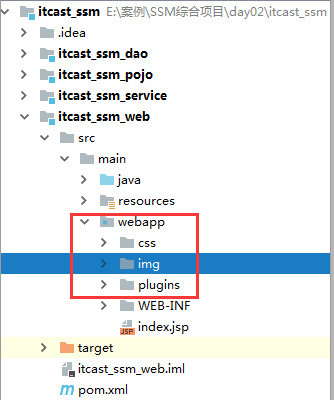 itcast_ssm E:\案例\SSM综合项目\day02\itcast_ssm
.idea
itcast_ssm_dao
itcast_ssm_pojo
itcast_ssm_service
itcast_ssm_web
src
main
java
resources
webapp
css
img
plugins
WEB-INF
index.jsp
target
itcast_ssm_web.iml
pom.xml